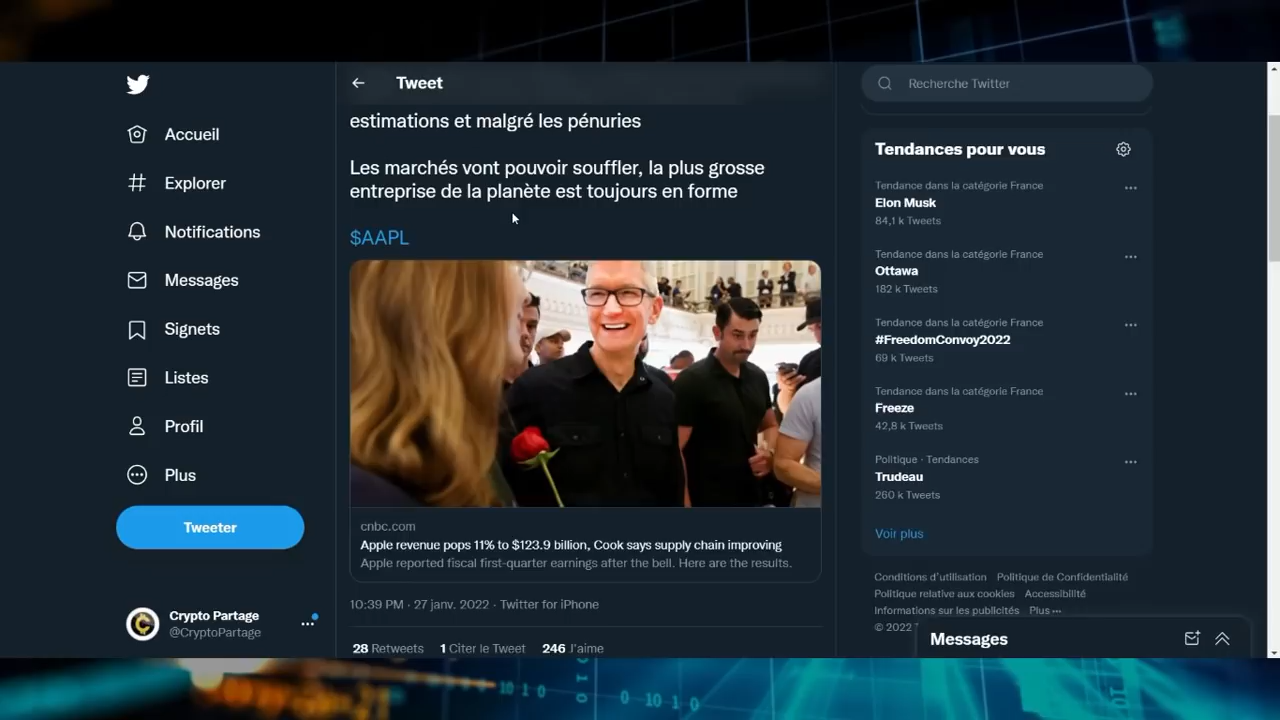 Accueil
Explorer
Notifications
Messages
Signets
Listes
Profil
Plus
Tweeter
Crypto Partage
@CryptoPartage
Tweet
estimations et malgré les pénuries
Les marchés vont pouvoir souffler, la plus grosse
entreprise de la planète est toujours en forme
$AAPL
cnbc.com
Apple revenue pops 11% to $123.9 billion, Cook says supply chain improving
Apple reported fiscal first-quarter earnings after the bell. Here are the results.
10:39 PM · 27 janv. 2022 · Twitter for iPhone
28 Retweets 1 Citer le Tweet 246 J'aime
Recherche Twitter
Tendances pour vous
Tendance dans la catégorie France
Elon Musk
84,1 k Tweets
Tendance dans la catégorie France
Ottawa
182 k Tweets
Tendance dans la catégorie France
#FreedomConvoy2022
69 k Tweets
Tendance dans la catégorie France
Freeze
42,8 k Tweets
Politique · Tendances
Trudeau
260 k Tweets
Voir plus
Conditions d'utilisation Politique de Confidentialité
Politique relative aux cookies Accessibilité
Informations sur les publicités Plus ···
© 2022
Messages
10 1 0
0 10 1 0